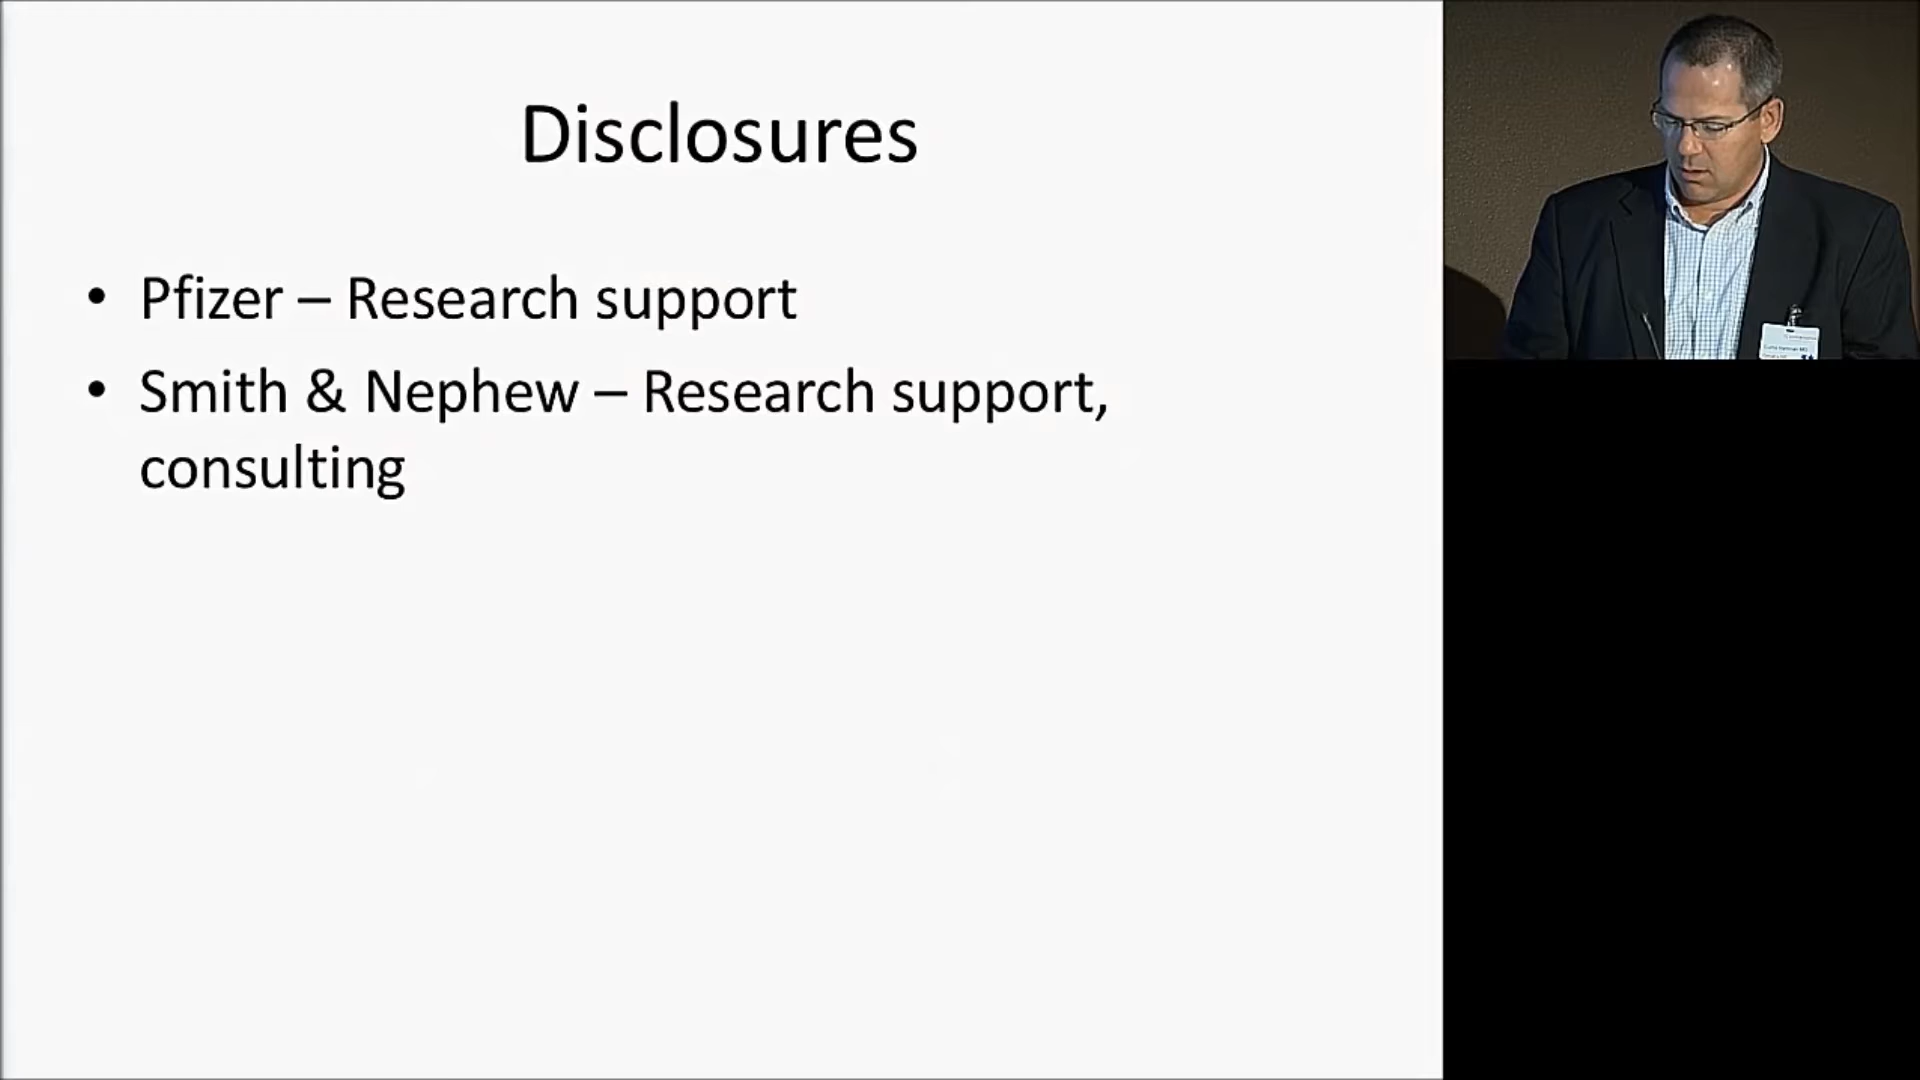 Disclosures
• Pfizer – Research support
• Smith & Nephew – Research support,
consulting